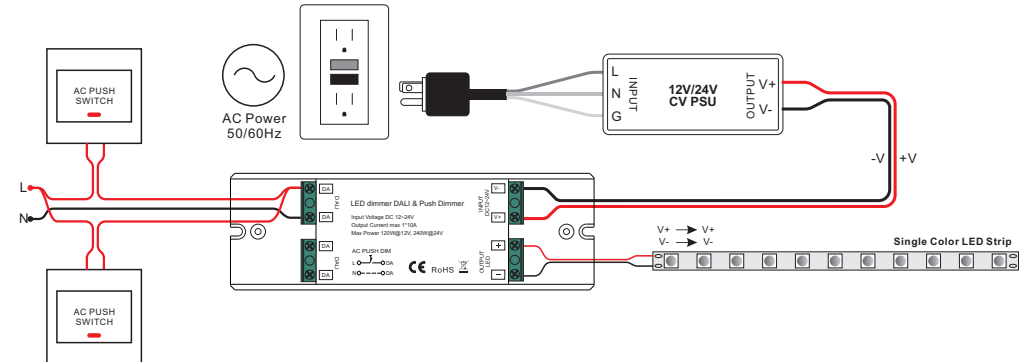 AC PUSH
SWITCH
AC Power
50/60Hz
L
N
G
INPUT
12V/24V
CV PSU
OUTPUT
V+
V-
-V
+V
L
N
DA
DA
DALI
LED dimmer DALI & Push Dimmer
Input Voltage DC 12~24V
Output Current max 1*10A
Max Power 120W@12V, 240W@24V
INPUT
DC12~24V
V-
V+
DA
DA
DALI
AC PUSH DIM
L DA
N DA
CE RoHS
OUTPUT
LED
+
−
V+ V+
V- V-
Single Color LED Strip
AC PUSH
SWITCH